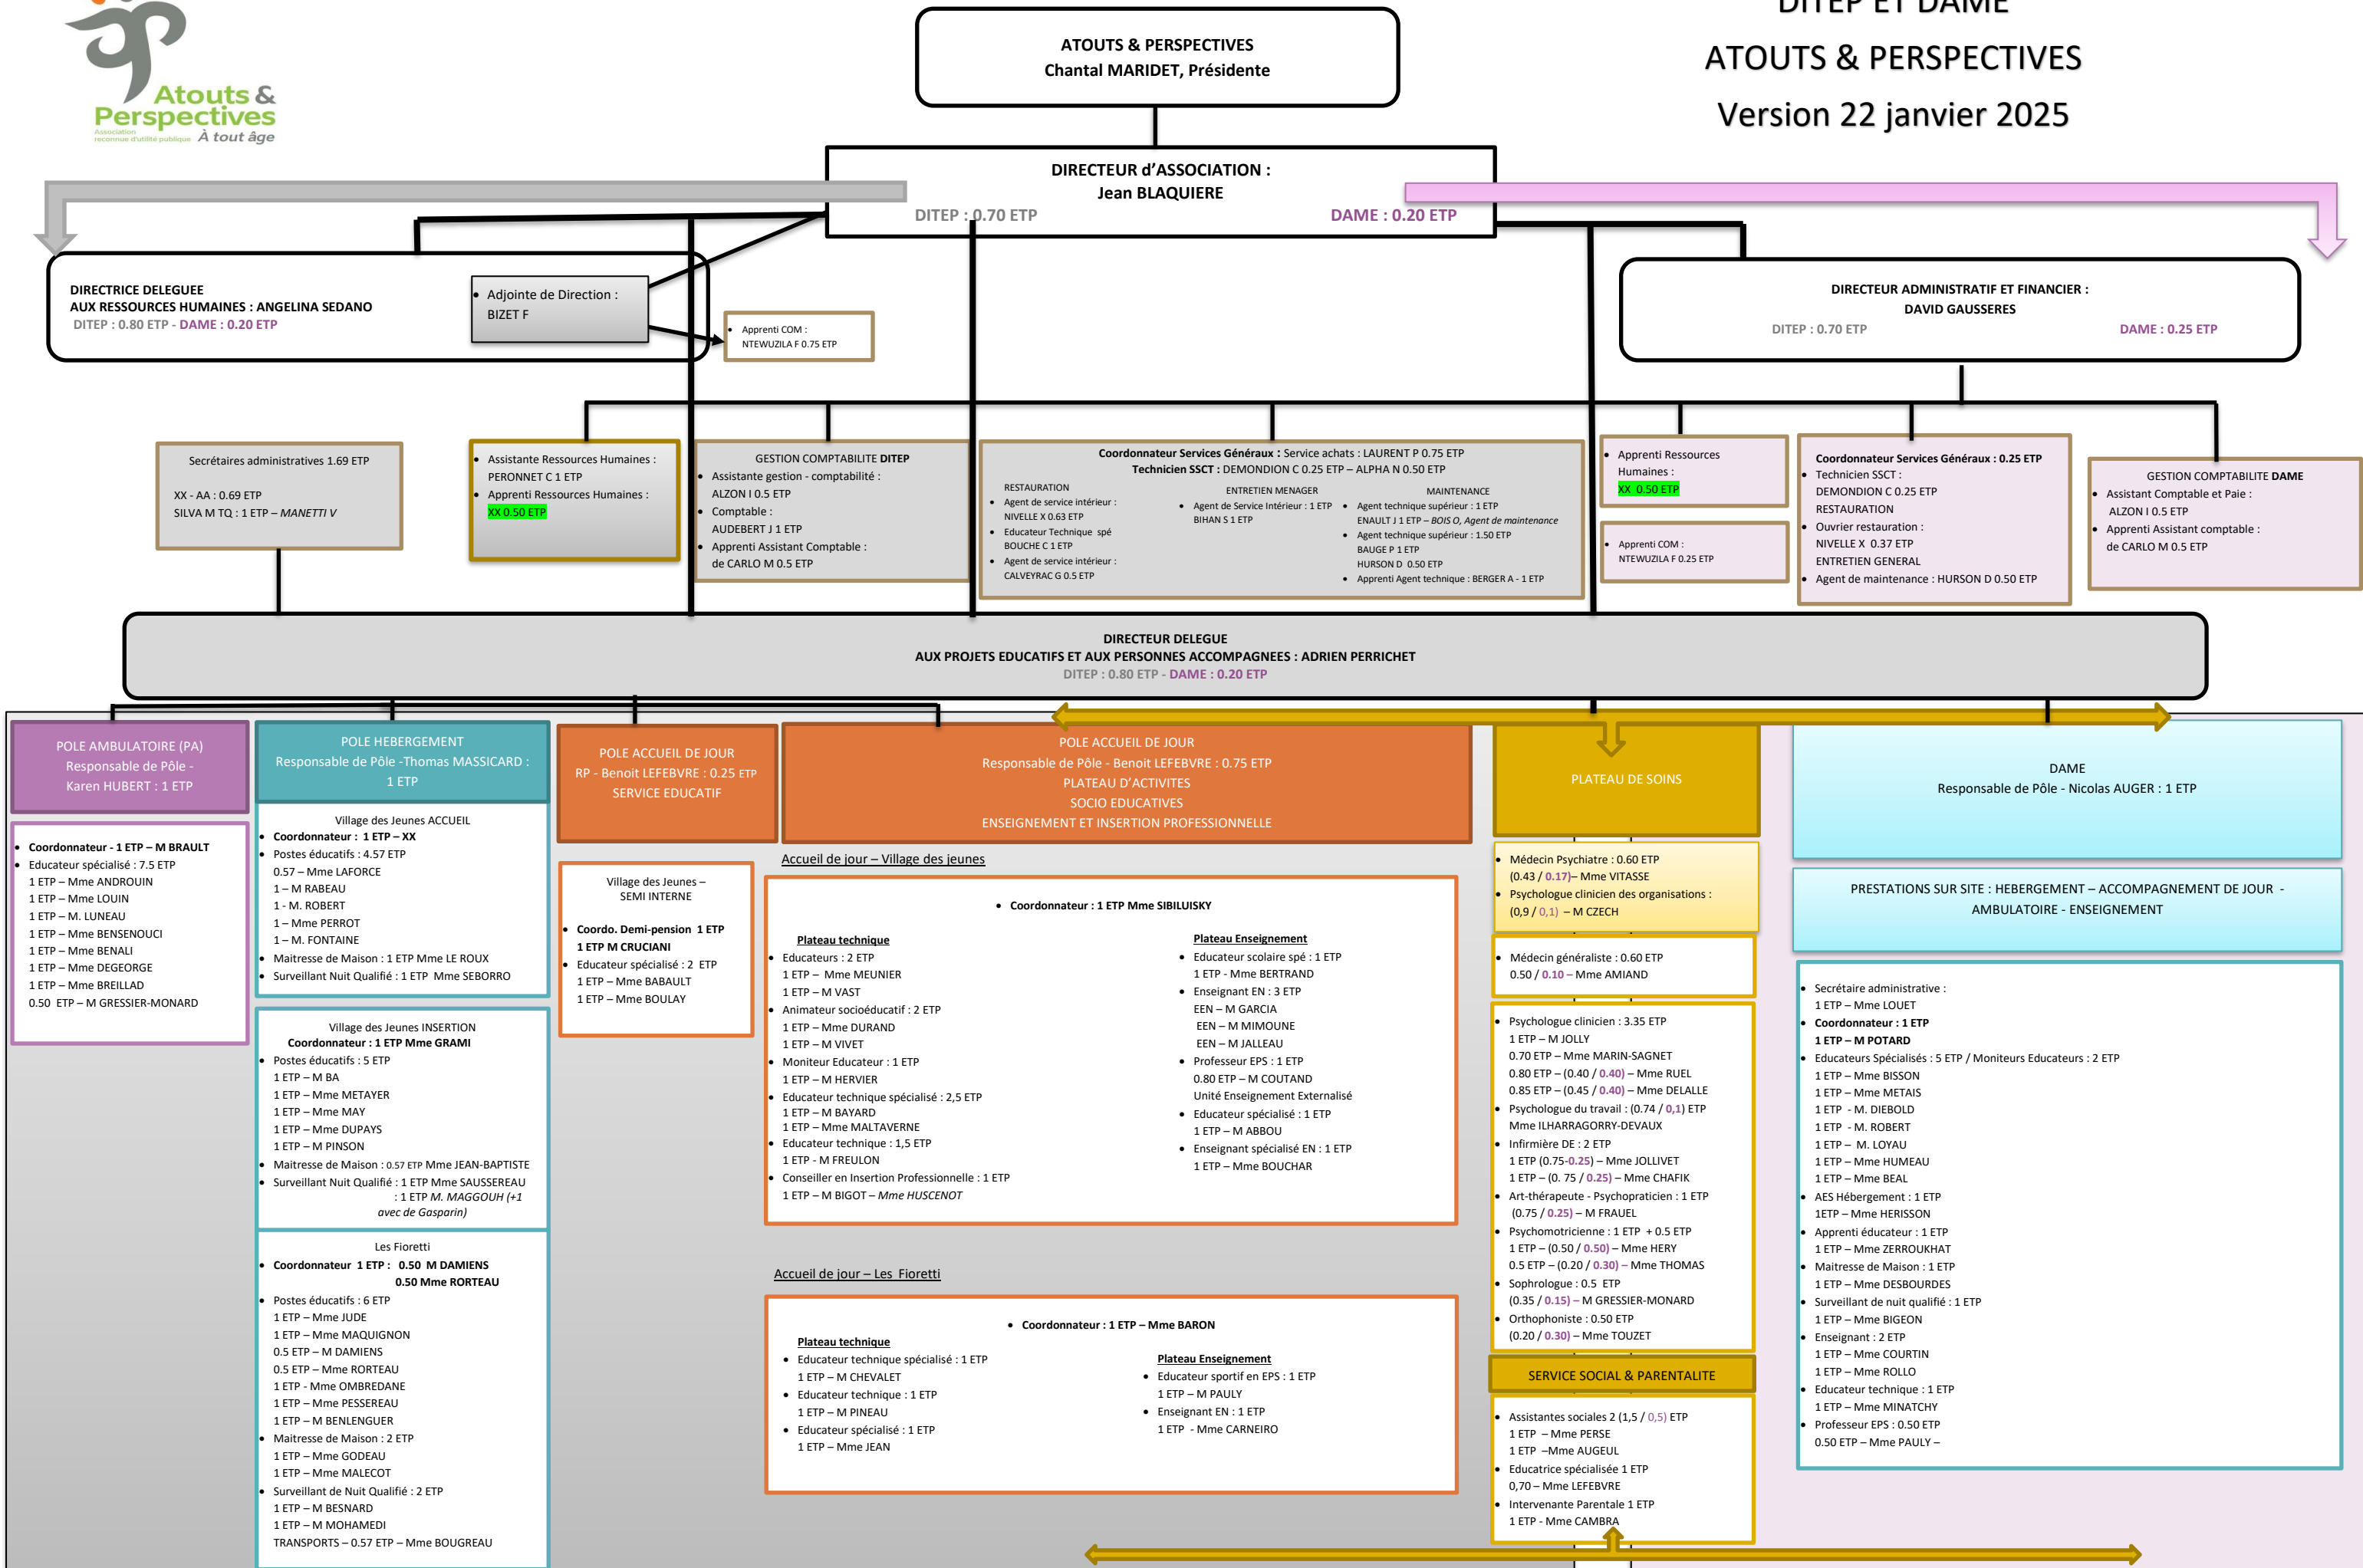 DITEP ET DAME
ATOUTS & PERSPECTIVES
Version 22 janvier 2025
Atouts &
Perspectives
Association
reconnue d'utilité publique À tout âge
ATOUTS & PERSPECTIVES
Chantal MARIDET, Présidente
DIRECTEUR d'ASSOCIATION :
Jean BLAQUIERE
DITEP : 0.70 ETP DAME : 0.20 ETP
DIRECTRICE DELEGUEE
AUX RESSOURCES HUMAINES : ANGELINA SEDANO
DITEP : 0.80 ETP - DAME : 0.20 ETP
• Adjointe de Direction :
BIZET F
• Apprenti COM :
NTEWUZILA F 0.75 ETP
DIRECTEUR ADMINISTRATIF ET FINANCIER :
DAVID GAUSSERES
DITEP : 0.70 ETP DAME : 0.25 ETP
Secrétaires administratives 1.69 ETP
XX - AA : 0.69 ETP
SILVA M TQ : 1 ETP – MANETTI V
• Assistante Ressources Humaines :
PERONNET C 1 ETP
• Apprenti Ressources Humaines :
XX 0.50 ETP
GESTION COMPTABILITE DITEP
• Assistante gestion - comptabilité :
ALZON I 0.5 ETP
• Comptable :
AUDEBERT J 1 ETP
• Apprenti Assistant Comptable :
de CARLO M 0.5 ETP
Coordonnateur Services Généraux : Service achats : LAURENT P 0.75 ETP
Technicien SSCT : DEMONDION C 0.25 ETP – ALPHA N 0.50 ETP
RESTAURATION
• Agent de service intérieur :
NIVELLE X 0.63 ETP
• Educateur Technique spé
BOUCHE C 1 ETP
• Agent de service intérieur :
CALVEYRAC G 0.5 ETP
ENTRETIEN MENAGER
• Agent de Service Intérieur : 1 ETP
BIHAN S 1 ETP
MAINTENANCE
• Agent technique supérieur : 1 ETP
ENAULT J 1 ETP – BOIS O, Agent de maintenance
• Agent technique supérieur : 1.50 ETP
BAUGE P 1 ETP
HURSON D 0.50 ETP
• Apprenti Agent technique : BERGER A - 1 ETP
• Apprenti Ressources
Humaines :
XX 0.50 ETP
• Apprenti COM :
NTEWUZILA F 0.25 ETP
Coordonnateur Services Généraux : 0.25 ETP
• Technicien SSCT :
DEMONDION C 0.25 ETP
RESTAURATION
• Ouvrier restauration :
NIVELLE X 0.37 ETP
ENTRETIEN GENERAL
• Agent de maintenance : HURSON D 0.50 ETP
GESTION COMPTABILITE DAME
• Assistant Comptable et Paie :
ALZON I 0.5 ETP
• Apprenti Assistant comptable :
de CARLO M 0.5 ETP
DIRECTEUR DELEGUE
AUX PROJETS EDUCATIFS ET AUX PERSONNES ACCOMPAGNEES : ADRIEN PERRICHET
DITEP : 0.80 ETP - DAME : 0.20 ETP
POLE AMBULATOIRE (PA)
Responsable de Pôle -
Karen HUBERT : 1 ETP
• Coordonnateur - 1 ETP – M BRAULT
• Educateur spécialisé : 7.5 ETP
1 ETP – Mme ANDROUIN
1 ETP – Mme LOUIN
1 ETP – M. LUNEAU
1 ETP – Mme BENSENOUCI
1 ETP – Mme BENALI
1 ETP – Mme DEGEORGE
1 ETP – Mme BREILLAD
0.50 ETP – M GRESSIER-MONARD
POLE HEBERGEMENT
Responsable de Pôle -Thomas MASSICARD :
1 ETP
Village des Jeunes ACCUEIL
• Coordonnateur : 1 ETP – XX
• Postes éducatifs : 4.57 ETP
0.57 – Mme LAFORCE
1 – M RABEAU
1 - M. ROBERT
1 – Mme PERROT
1 – M. FONTAINE
• Maitresse de Maison : 1 ETP Mme LE ROUX
• Surveillant Nuit Qualifié : 1 ETP Mme SEBORRO
Village des Jeunes INSERTION
Coordonnateur : 1 ETP Mme GRAMI
• Postes éducatifs : 5 ETP
1 ETP – M BA
1 ETP – Mme METAYER
1 ETP – Mme MAY
1 ETP – Mme DUPAYS
1 ETP – M PINSON
• Maitresse de Maison : 0.57 ETP Mme JEAN-BAPTISTE
• Surveillant Nuit Qualifié : 1 ETP Mme SAUSSEREAU
: 1 ETP M. MAGGOUH (+1
avec de Gasparin)
Les Fioretti
• Coordonnateur 1 ETP : 0.50 M DAMIENS
0.50 Mme RORTEAU
• Postes éducatifs : 6 ETP
1 ETP – Mme JUDE
1 ETP – Mme MAQUIGNON
0.5 ETP – M DAMIENS
0.5 ETP – Mme RORTEAU
1 ETP - Mme OMBREDANE
1 ETP – Mme PESSEREAU
1 ETP – M BENLENGUER
• Maitresse de Maison : 2 ETP
1 ETP – Mme GODEAU
1 ETP – Mme MALECOT
• Surveillant de Nuit Qualifié : 2 ETP
1 ETP – M BESNARD
1 ETP – M MOHAMEDI
TRANSPORTS – 0.57 ETP – Mme BOUGREAU
POLE ACCUEIL DE JOUR
RP - Benoit LEFEBVRE : 0.25 ETP
SERVICE EDUCATIF
Village des Jeunes –
SEMI INTERNE
• Coordo. Demi-pension 1 ETP
1 ETP M CRUCIANI
• Educateur spécialisé : 2 ETP
1 ETP – Mme BABAULT
1 ETP – Mme BOULAY
POLE ACCUEIL DE JOUR
Responsable de Pôle - Benoit LEFEBVRE : 0.75 ETP
PLATEAU D'ACTIVITES
SOCIO EDUCATIVES
ENSEIGNEMENT ET INSERTION PROFESSIONNELLE
Accueil de jour – Village des jeunes
• Coordonnateur : 1 ETP Mme SIBILUISKY
Plateau technique
• Educateurs : 2 ETP
1 ETP – Mme MEUNIER
1 ETP – M VAST
• Animateur socioéducatif : 2 ETP
1 ETP – Mme DURAND
1 ETP – M VIVET
• Moniteur Educateur : 1 ETP
1 ETP – M HERVIER
• Educateur technique spécialisé : 2,5 ETP
1 ETP – M BAYARD
1 ETP – Mme MALTAVERNE
• Educateur technique : 1,5 ETP
1 ETP - M FREULON
• Conseiller en Insertion Professionnelle : 1 ETP
1 ETP – M BIGOT – Mme HUSCENOT
Plateau Enseignement
• Educateur scolaire spé : 1 ETP
1 ETP - Mme BERTRAND
• Enseignant EN : 3 ETP
EEN – M GARCIA
EEN – M MIMOUNE
EEN – M JALLEAU
• Professeur EPS : 1 ETP
0.80 ETP – M COUTAND
Unité Enseignement Externalisé
• Educateur spécialisé : 1 ETP
1 ETP – M ABBOU
• Enseignant spécialisé EN : 1 ETP
1 ETP – Mme BOUCHAR
Accueil de jour – Les Fioretti
• Coordonnateur : 1 ETP – Mme BARON
Plateau technique
• Educateur technique spécialisé : 1 ETP
1 ETP – M CHEVALET
• Educateur technique : 1 ETP
1 ETP – M PINEAU
• Educateur spécialisé : 1 ETP
1 ETP – Mme JEAN
Plateau Enseignement
• Educateur sportif en EPS : 1 ETP
1 ETP – M PAULY
• Enseignant EN : 1 ETP
1 ETP - Mme CARNEIRO
PLATEAU DE SOINS
• Médecin Psychiatre : 0.60 ETP
(0.43 / 0.17)– Mme VITASSE
• Psychologue clinicien des organisations :
(0,9 / 0,1) – M CZECH
• Médecin généraliste : 0.60 ETP
0.50 / 0.10 – Mme AMIAND
• Psychologue clinicien : 3.35 ETP
1 ETP – M JOLLY
0.70 ETP – Mme MARIN-SAGNET
0.80 ETP – (0.40 / 0.40) – Mme RUEL
0.85 ETP – (0.45 / 0.40) – Mme DELALLE
• Psychologue du travail : (0.74 / 0,1) ETP
Mme ILHARRAGORRY-DEVAUX
• Infirmière DE : 2 ETP
1 ETP (0.75-0.25) – Mme JOLLIVET
1 ETP – (0. 75 / 0.25) – Mme CHAFIK
• Art-thérapeute - Psychopraticien : 1 ETP
(0.75 / 0.25) – M FRAUEL
• Psychomotricienne : 1 ETP + 0.5 ETP
1 ETP – (0.50 / 0.50) – Mme HERY
0.5 ETP – (0.20 / 0.30) – Mme THOMAS
• Sophrologue : 0.5 ETP
(0.35 / 0.15) – M GRESSIER-MONARD
• Orthophoniste : 0.50 ETP
(0.20 / 0.30) – Mme TOUZET
SERVICE SOCIAL & PARENTALITE
• Assistantes sociales 2 (1,5 / 0,5) ETP
1 ETP – Mme PERSE
1 ETP –Mme AUGEUL
• Educatrice spécialisée 1 ETP
0,70 – Mme LEFEBVRE
• Intervenante Parentale 1 ETP
1 ETP - Mme CAMBRA
DAME
Responsable de Pôle - Nicolas AUGER : 1 ETP
PRESTATIONS SUR SITE : HEBERGEMENT – ACCOMPAGNEMENT DE JOUR -
AMBULATOIRE - ENSEIGNEMENT
• Secrétaire administrative :
1 ETP – Mme LOUET
• Coordonnateur : 1 ETP
1 ETP – M POTARD
• Educateurs Spécialisés : 5 ETP / Moniteurs Educateurs : 2 ETP
1 ETP – Mme BISSON
1 ETP – Mme METAIS
1 ETP - M. DIEBOLD
1 ETP - M. ROBERT
1 ETP – M. LOYAU
1 ETP – Mme HUMEAU
1 ETP – Mme BEAL
• AES Hébergement : 1 ETP
1ETP – Mme HERISSON
• Apprenti éducateur : 1 ETP
1 ETP – Mme ZERROUKHAT
• Maitresse de Maison : 1 ETP
1 ETP – Mme DESBOURDES
• Surveillant de nuit qualifié : 1 ETP
1 ETP – Mme BIGEON
• Enseignant : 2 ETP
1 ETP – Mme COURTIN
1 ETP – Mme ROLLO
• Educateur technique : 1 ETP
1 ETP – Mme MINATCHY
• Professeur EPS : 0.50 ETP
0.50 ETP – Mme PAULY –